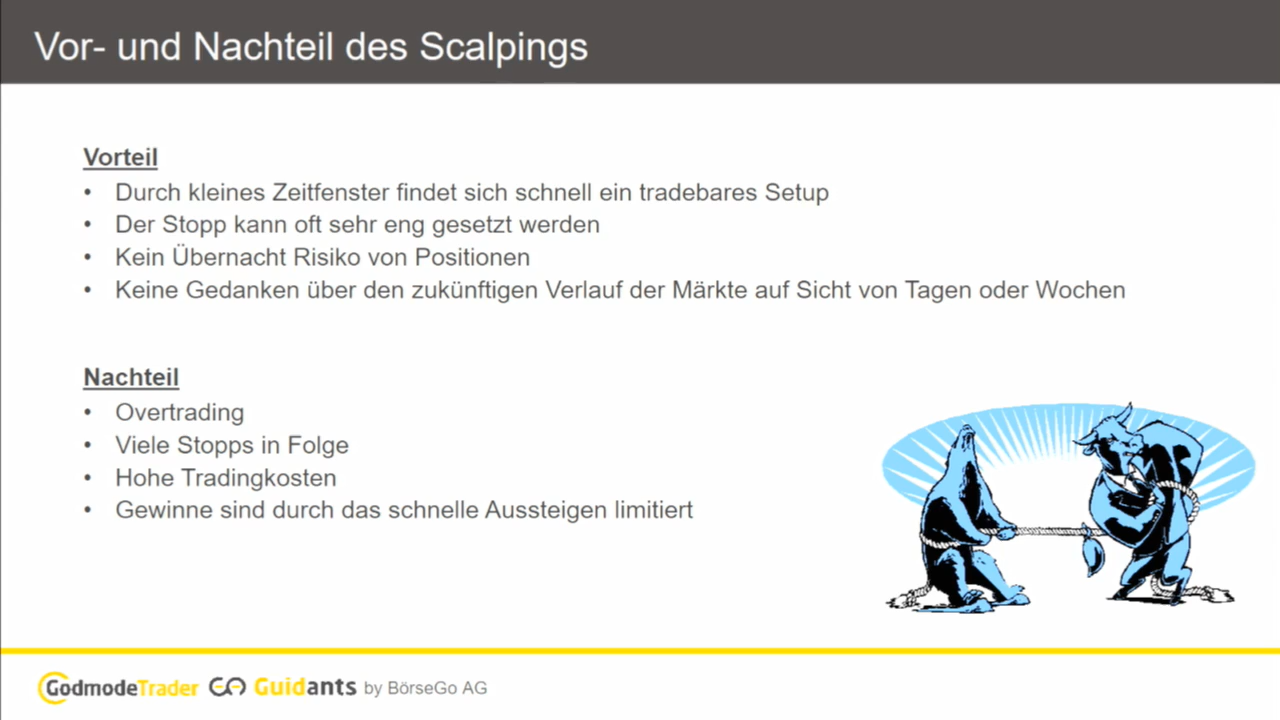 Vor- und Nachteil des Scalpings
Vorteil
• Durch kleines Zeitfenster findet sich schnell ein tradebares Setup
• Der Stopp kann oft sehr eng gesetzt werden
• Kein Übernacht Risiko von Positionen
• Keine Gedanken über den zukünftigen Verlauf der Märkte auf Sicht von Tagen oder Wochen
Nachteil
• Overtrading
• Viele Stopps in Folge
• Hohe Tradingkosten
• Gewinne sind durch das schnelle Aussteigen limitiert
GodmodeTrader Guidants by BörseGo AG